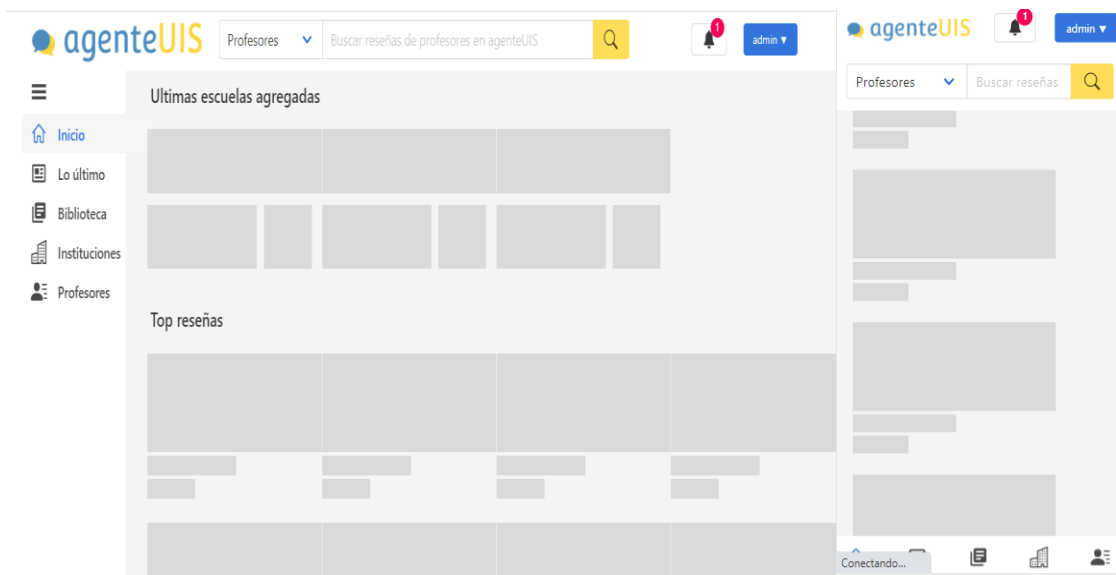 agenteUIS
Profesores
Buscar reseñas de profesores en agenteUIS
1
admin ▾
Inicio
Lo último
Biblioteca
Instituciones
Profesores
Ultimas escuelas agregadas
Top reseñas
agenteUIS
1
admin ▾
Profesores
Buscar reseñas
Conectando...